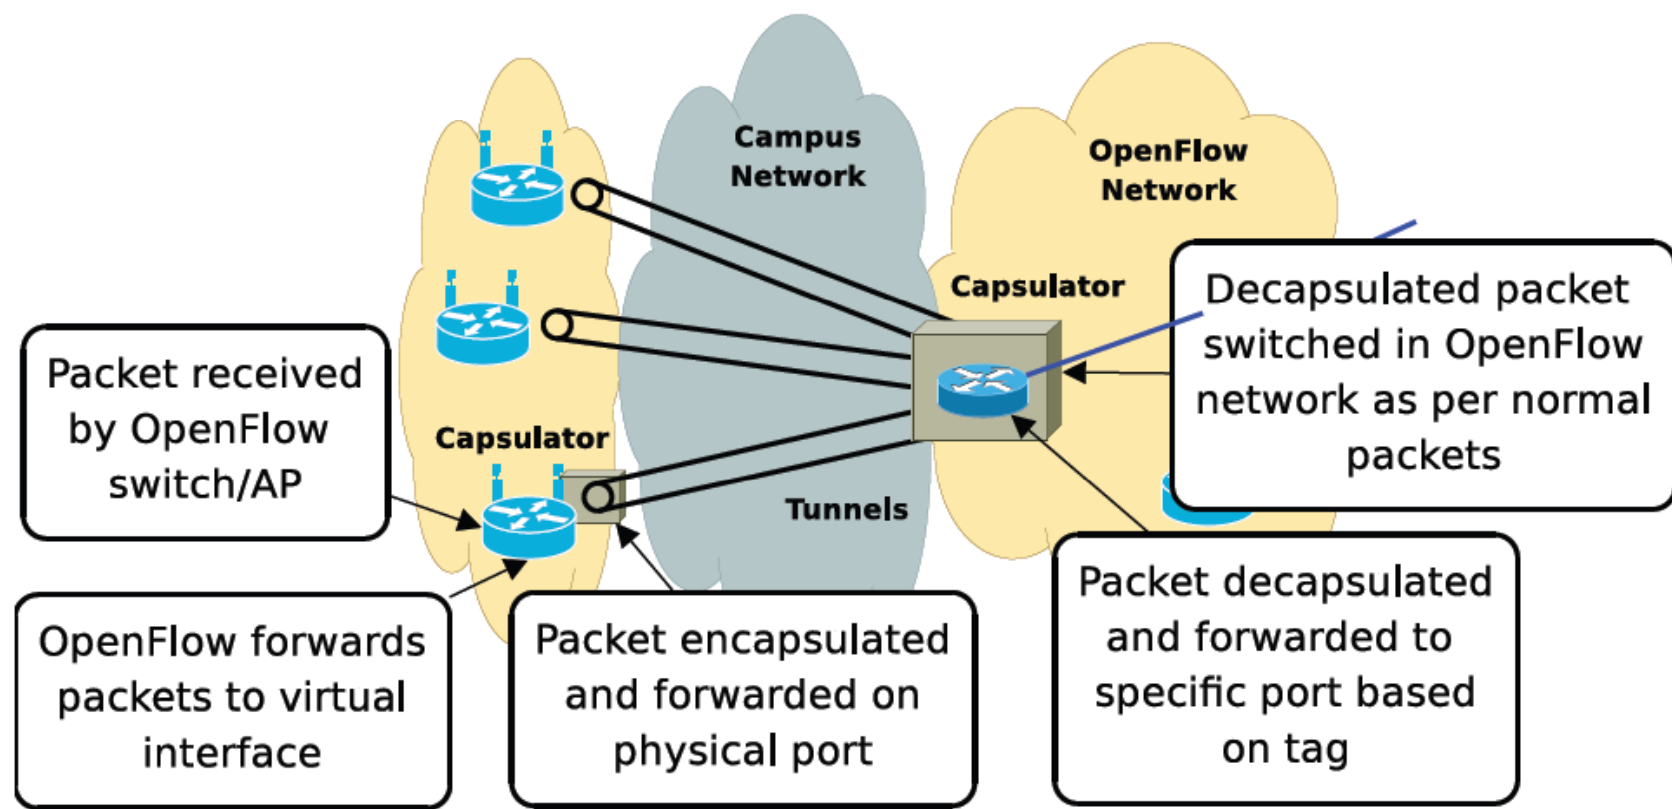 Campus
Network
OpenFlow
Network
Capsulator
Decapsulated packet
switched in OpenFlow
network as per normal
packets
Packet received
by OpenFlow
switch/AP
Capsulator
Tunnels
OpenFlow forwards
packets to virtual
interface
Packet encapsulated
and forwarded on
physical port
Packet decapsulated
and forwarded to
specific port based
on tag